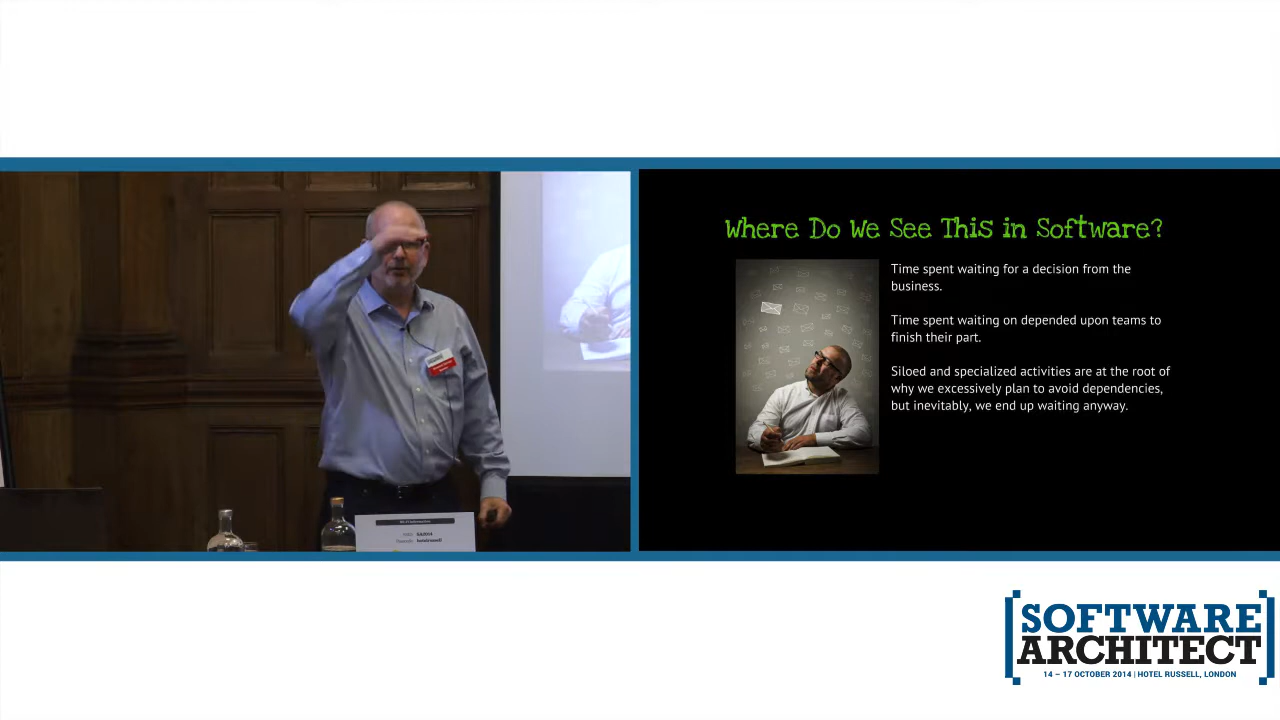 Where Do We See This in Software?
Time spent waiting for a decision from the
business.
Time spent waiting on depended upon teams to
finish their part.
Siloed and specialized activities are at the root of
why we excessively plan to avoid dependencies,
but inevitably, we end up waiting anyway.
[SOFTWARE
ARCHITECT]
14 – 17 OCTOBER 2014 | HOTEL RUSSELL, LONDON